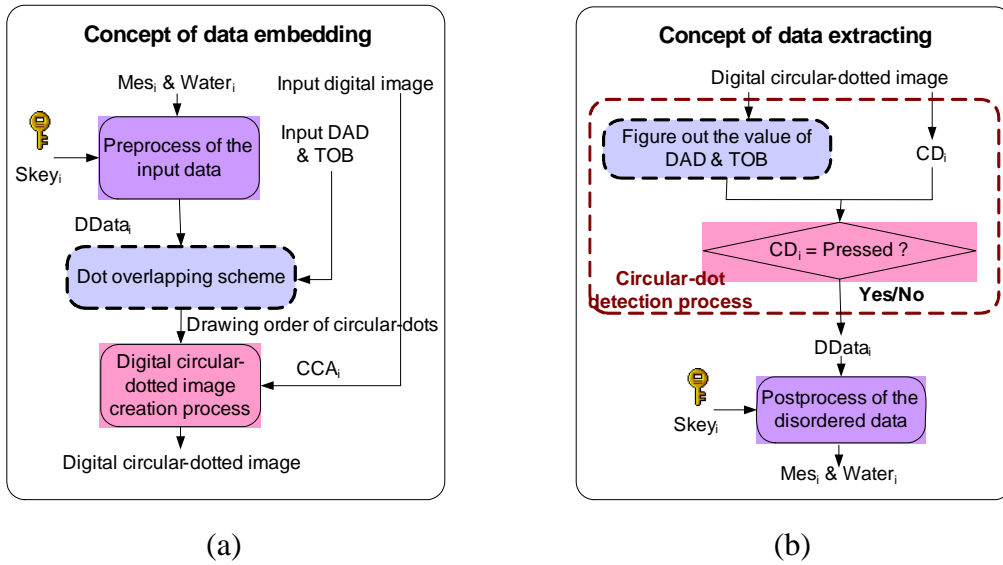 Concept of data embedding
Mesᵢ & Waterᵢ
Input digital image
Skeyᵢ
Preprocess of the
input data
Input DAD
& TOB
DDataᵢ
Dot overlapping scheme
Drawing order of circular-dots
Digital circular-
dotted image
creation process
CCAᵢ
Digital circular-dotted image
(a)
Concept of data extracting
Digital circular-dotted image
Figure out the value of
DAD & TOB
CDᵢ
CDᵢ = Pressed ?
Circular-dot
detection process
Yes/No
DDataᵢ
Skeyᵢ
Postprocess of the
disordered data
Mesᵢ & Waterᵢ
(b)